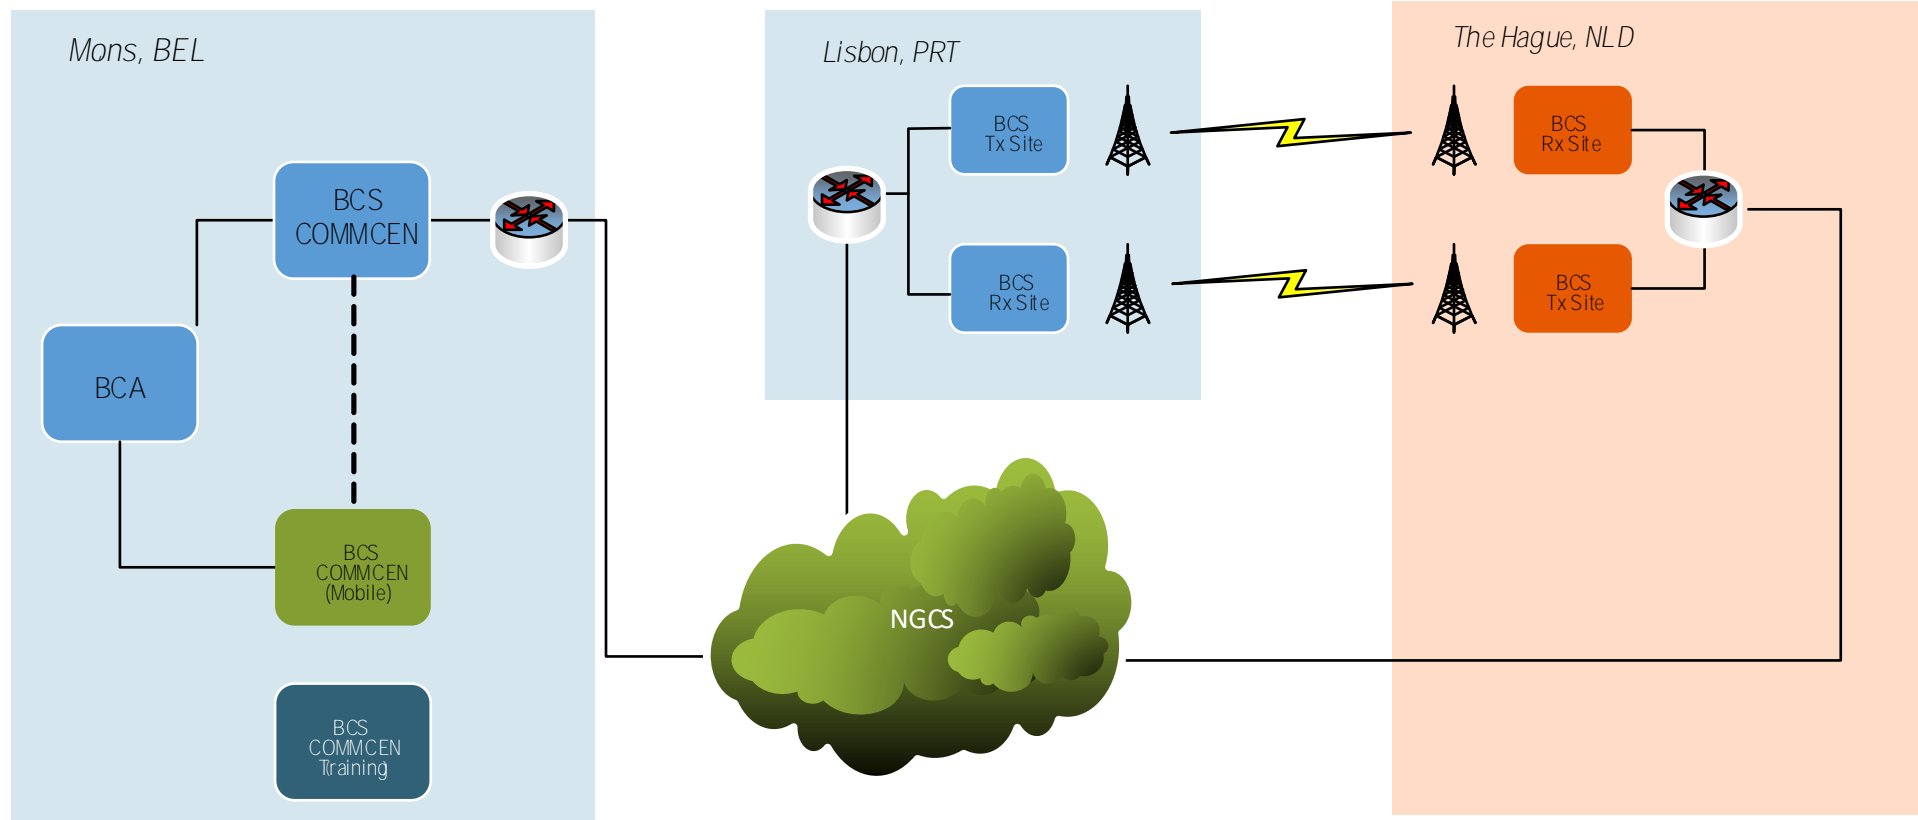 Mons, BEL
BCS
COMMCEN
BCA
BCS
COMMCEN
(Mobile)
BCS
COMMCEN
T(raining)
Lisbon, PRT
BCS
Tx Site
BCS
Rx Site
NGCS
The Hague, NLD
BCS
Rx Site
BCS
Tx Site